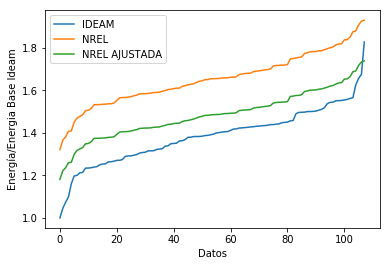 IDEAM
NREL
NREL AJUSTADA
Energía/Energia Base Ideam
1.8
1.6
1.4
1.2
1.0
0 20 40 60 80 100
Datos